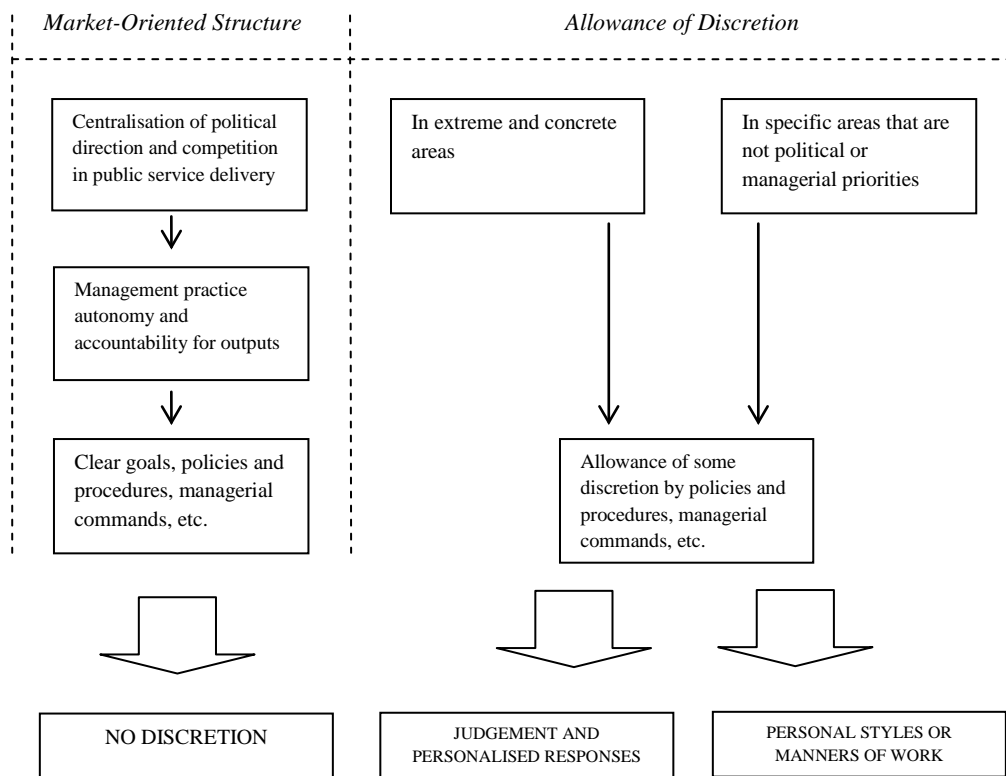 Market-Oriented Structure
Allowance of Discretion
Centralisation of political
direction and competition
in public service delivery
In extreme and concrete
areas
In specific areas that are
not political or
managerial priorities
Management practice
autonomy and
accountability for outputs
Clear goals, policies and
procedures, managerial
commands, etc.
Allowance of some
discretion by policies and
procedures, managerial
commands, etc.
NO DISCRETION
JUDGEMENT AND
PERSONALISED RESPONSES
PERSONAL STYLES OR
MANNERS OF WORK